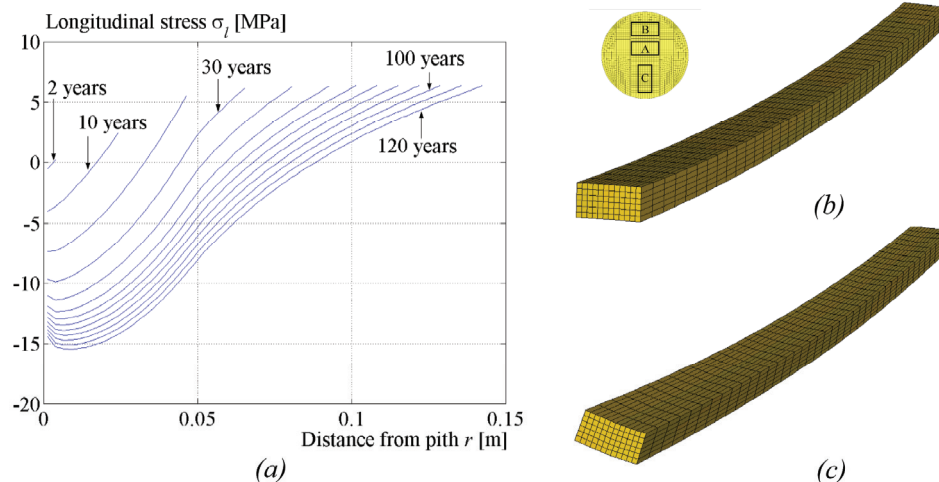 Longitudinal stress σl [MPa]
10
5
0
-5
-10
-15
-20
2 years
10 years
30 years
100 years
120 years
0
0.05
0.1
0.15
Distance from pith r [m]
(a)
B
A
C
(b)
(c)